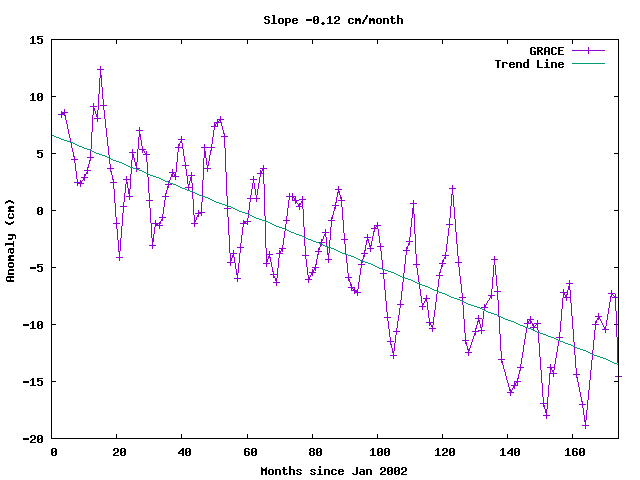 Slope -0.12 cm/month
GRACE
Trend Line
15
10
5
0
-5
-10
-15
-20
Anomaly (cm)
0 20 40 60 80 100 120 140 160
Months since Jan 2002